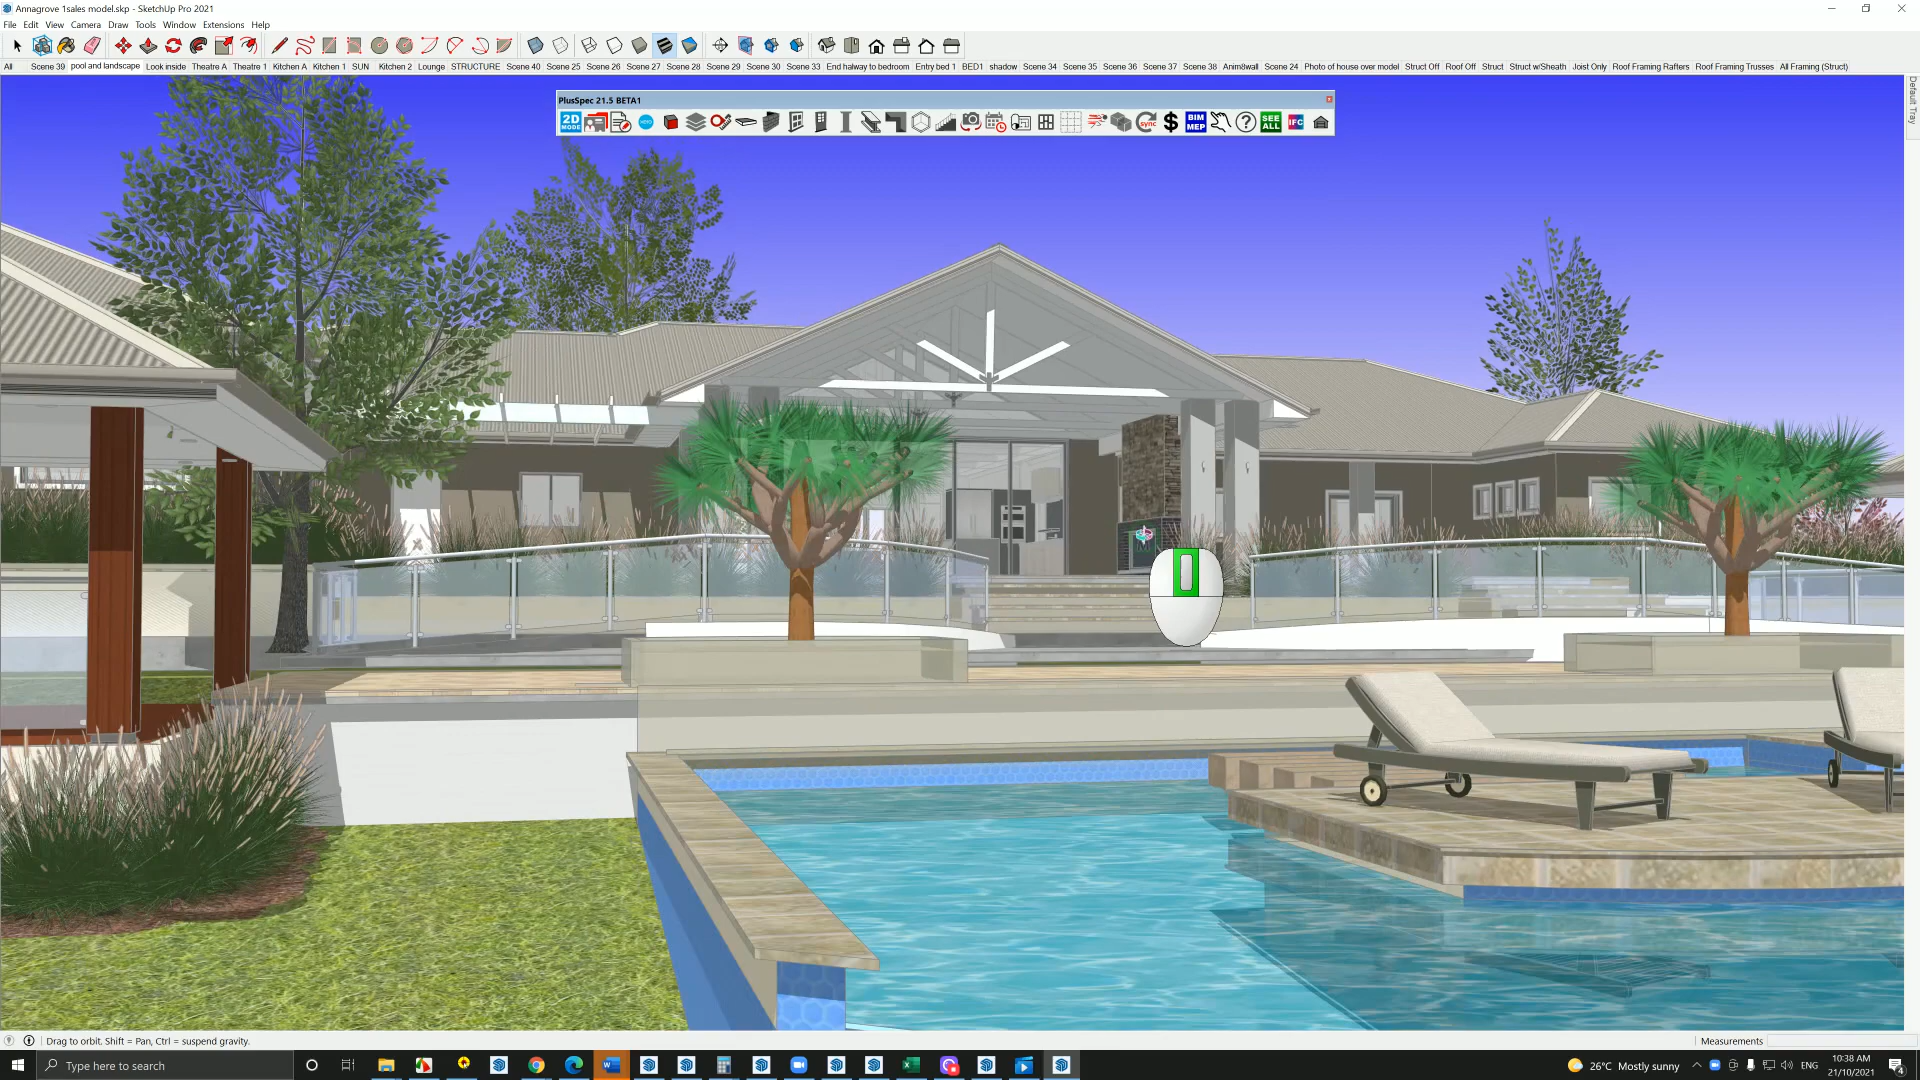 Annagrove 1sales model.skp - SketchUp Pro 2021
File Edit View Camera Draw Tools Window Extensions Help
All Scene 39 pool and landscape Look inside Theatre A Theatre 1 Kitchen A Kitchen 1 SUN Kitchen 2 Lounge STRUCTURE Scene 40 Scene 25 Scene 26 Scene 27 Scene 28 Scene 29 Scene 30 Scene 33 End halway to bedroom Entry bed 1 BED1 shadow Scene 34 Scene 35 Scene 36 Scene 37 Scene 38 Anim8wall Scene 24 Photo of house over model Struct Off Roof Off Struct Struct w/Sheath Joist Only Roof Framing Rafters Roof Framing Trusses All Framing (Struct)
Default Tray
PlusSpec 21.5 BETA1
2D MODE
sync
$
BIM MEP
?
SEE ALL
IFC
Drag to orbit. Shift = Pan, Ctrl = suspend gravity.
Measurements
Type here to search
26°C Mostly sunny
ENG
10:38 AM
21/10/2021
4